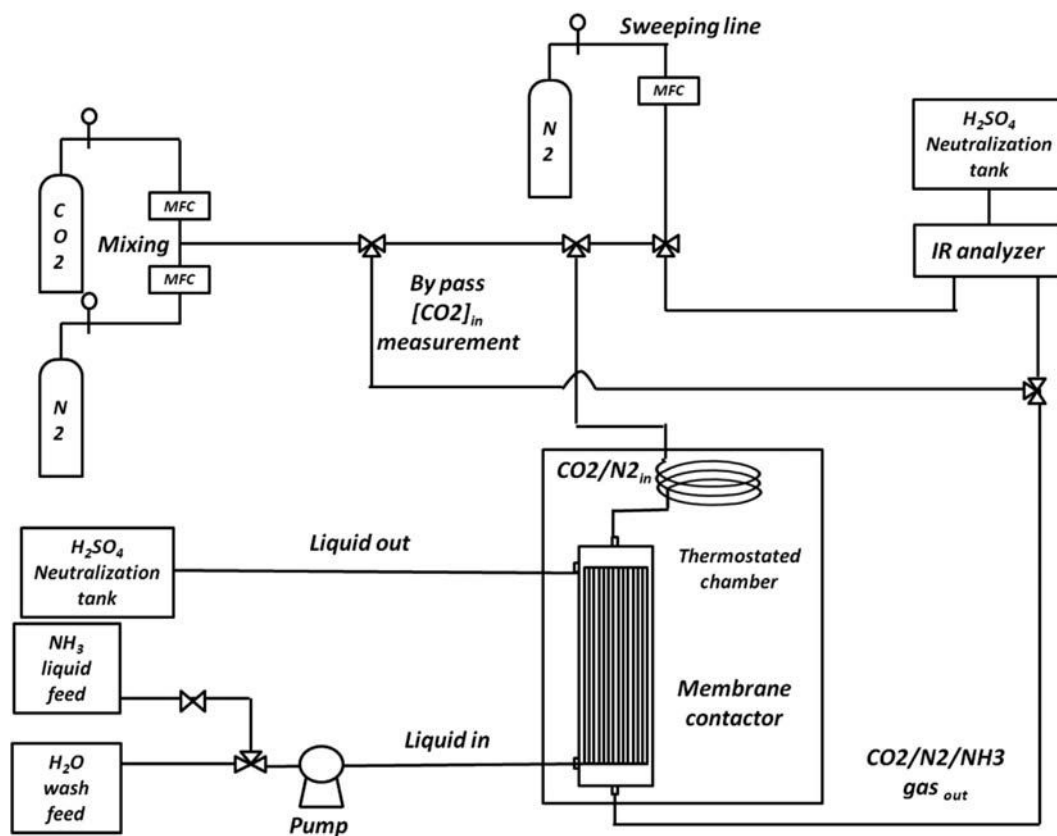 Sweeping line
MFC
N
2
H2SO4
Neutralization
tank
C
O
2
MFC
Mixing
MFC
IR analyzer
By pass
[CO2]in
measurement
N
2
CO2/N2in
H2SO4
Neutralization
tank
Liquid out
Thermostated
chamber
NH3
liquid
feed
Membrane
contactor
Liquid in
H2O
wash
feed
Pump
CO2/N2/NH3
gas out